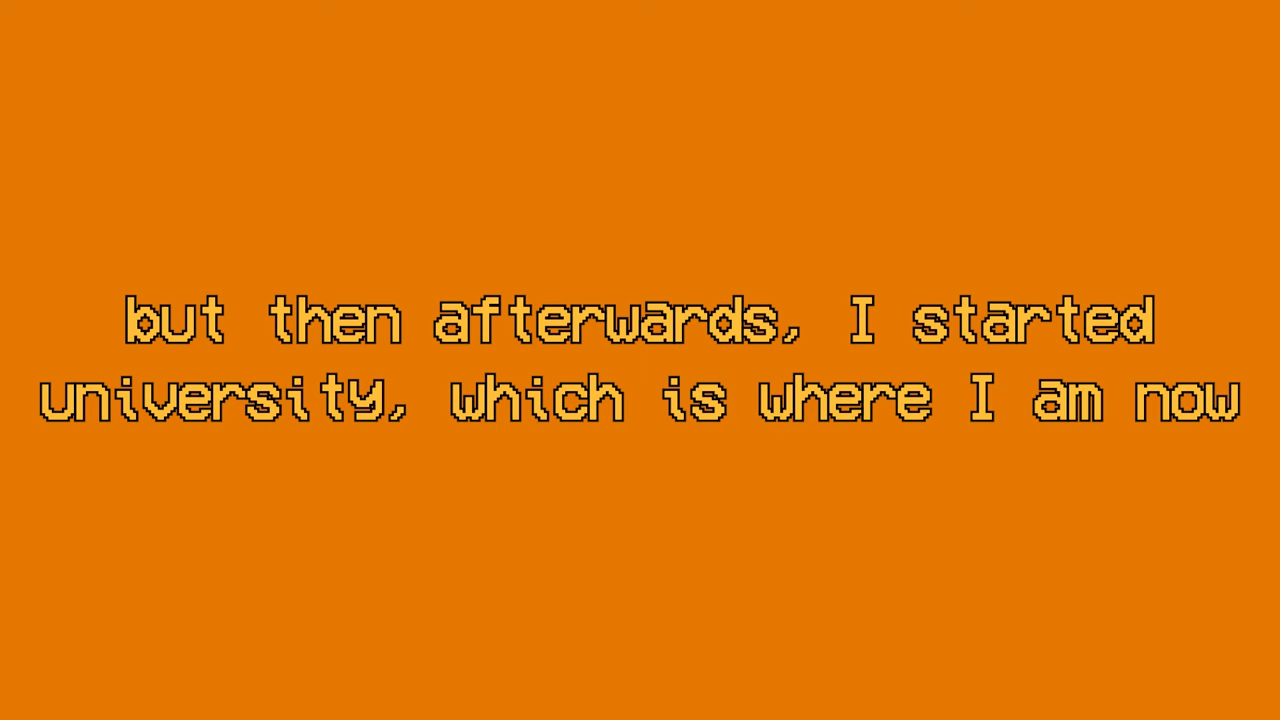 but then afterwards, I started
university, which is where I am now